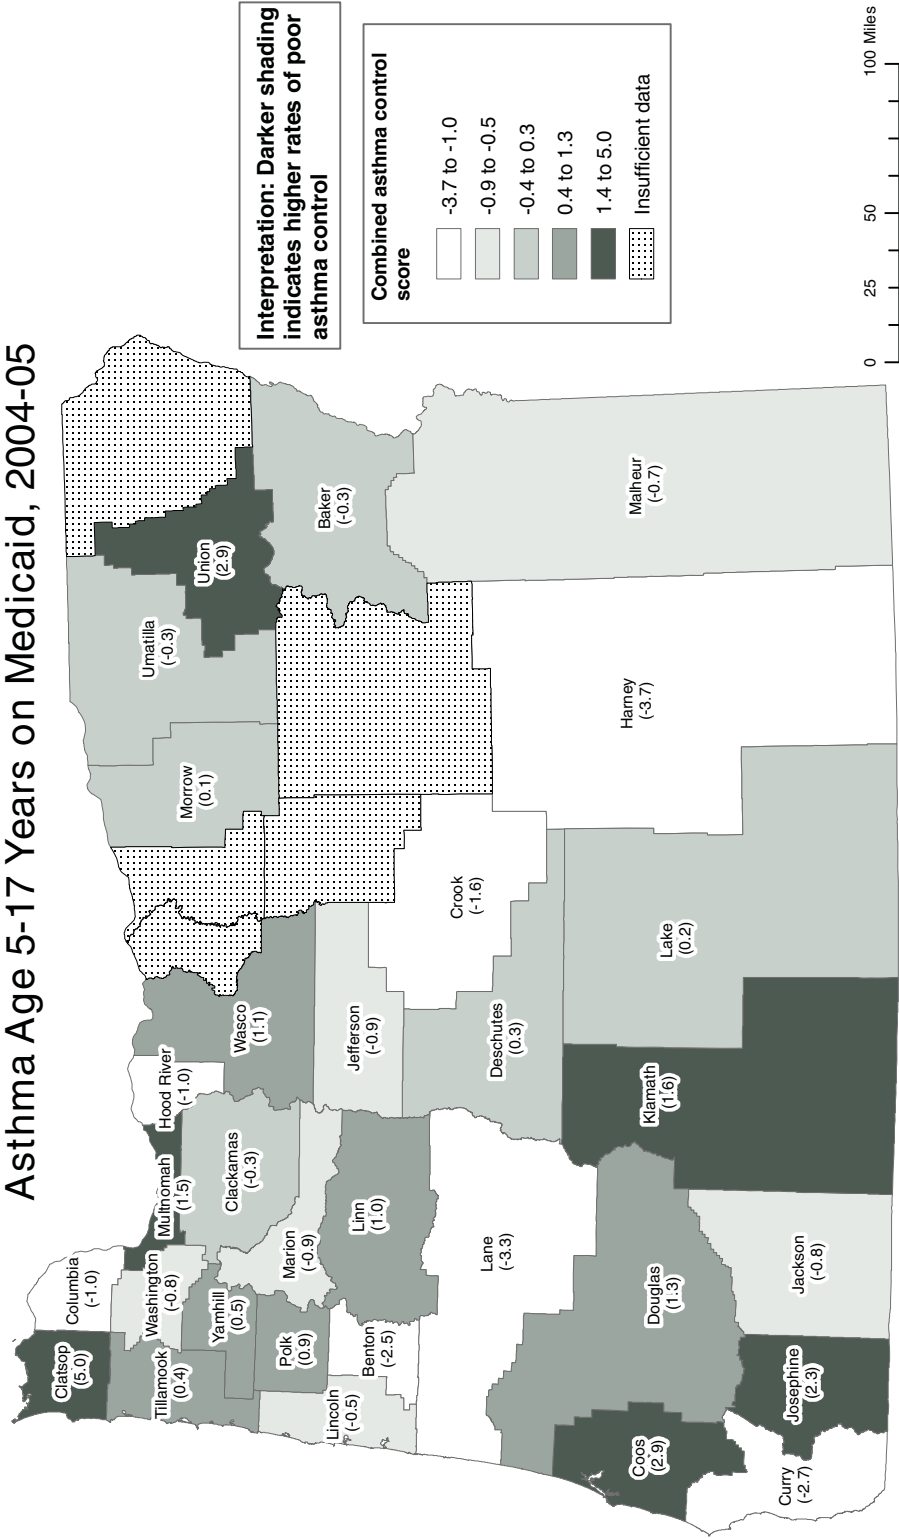 Asthma Age 5-17 Years on Medicaid, 2004-05
Interpretation: Darker shading
indicates higher rates of poor
asthma control
Combined asthma control
score
-3.7 to -1.0
-0.9 to -0.5
-0.4 to 0.3
0.4 to 1.3
1.4 to 5.0
Insufficient data
0
25
50
100 Miles
Clatsop
(5.0)
Columbia
(-1.0)
Tillamook
(0.4)
Washington
(-0.8)
Multnomah
(1.5)
Hood River
(-1.0)
Yamhill
(0.5)
Clackamas
(-0.3)
Wasco
(1.1)
Morrow
(0.1)
Umatilla
(-0.3)
Union
(2.9)
Polk
(0.9)
Marion
(-0.9)
Lincoln
(-0.5)
Benton
(-2.5)
Linn
(1.0)
Jefferson
(-0.9)
Baker
(-0.3)
Crook
(-1.6)
Lane
(-3.3)
Deschutes
(0.3)
Malheur
(-0.7)
Harney
(-3.7)
Coos
(2.9)
Douglas
(1.3)
Klamath
(1.6)
Lake
(0.2)
Curry
(-2.7)
Josephine
(2.3)
Jackson
(-0.8)